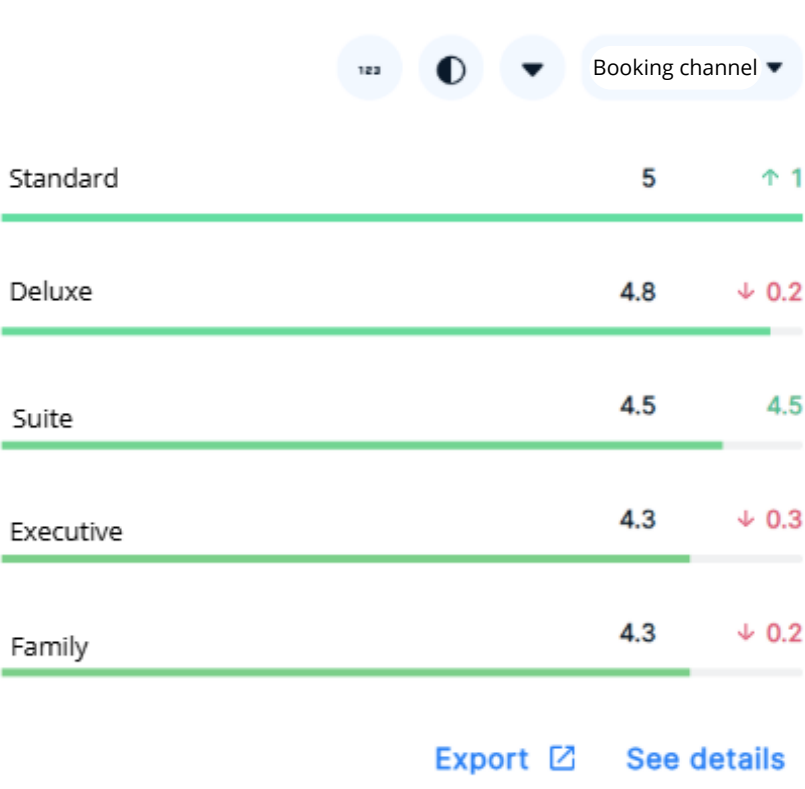 123 Booking channel
Standard 5 ↑ 1
Deluxe 4.8 ↓ 0.2
Suite 4.5 4.5
Executive 4.3 ↓ 0.3
Family 4.3 ↓ 0.2
Export See details